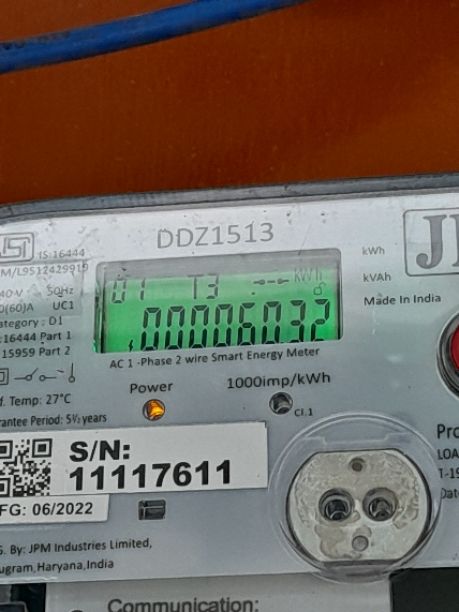 DDZ1513
IS:16444
M/L9512429919
kWh
40V 50Hz
01 T3 kWh
kVAh
0(60)A UC1
Made In India
ategory : D1
00006032
:16444 Part 1
15959 Part 2
AC 1 -Phase 2 wire Smart Energy Meter
f. Temp: 27°C
Power
1000imp/kWh
rantee Period: 5½ years
Cl.1
S/N:
11117611
FG: 06/2022
G. By: JPM Industries Limited,
ugram,Haryana,India
Communication: